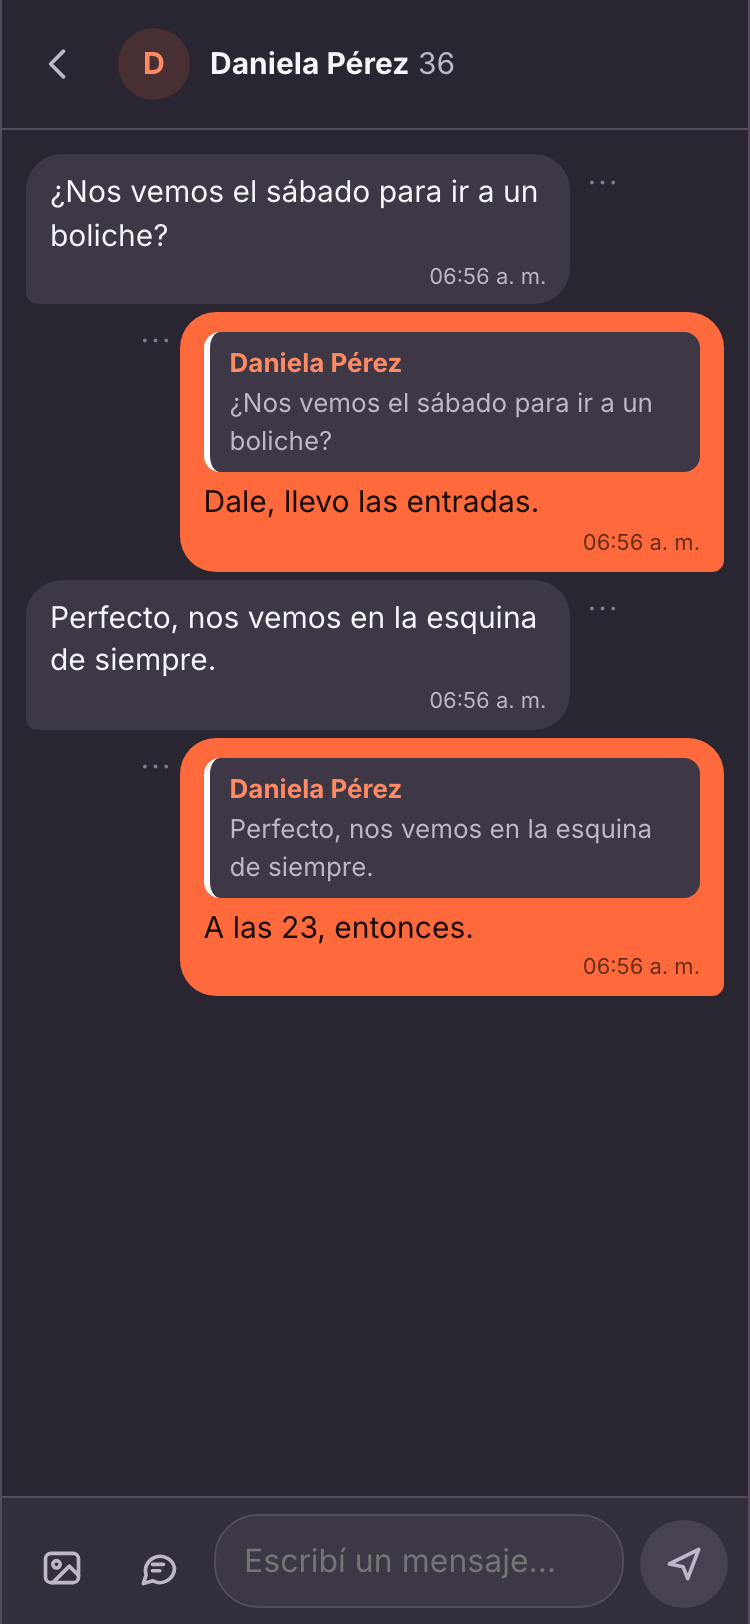 D
Daniela Pérez 36
¿Nos vemos el sábado para ir a un
boliche?
06:56 a. m.
Daniela Pérez
¿Nos vemos el sábado para ir a un
boliche?
Dale, llevo las entradas.
06:56 a. m.
Perfecto, nos vemos en la esquina
de siempre.
06:56 a. m.
Daniela Pérez
Perfecto, nos vemos en la esquina
de siempre.
A las 23, entonces.
06:56 a. m.
Escribí un mensaje...